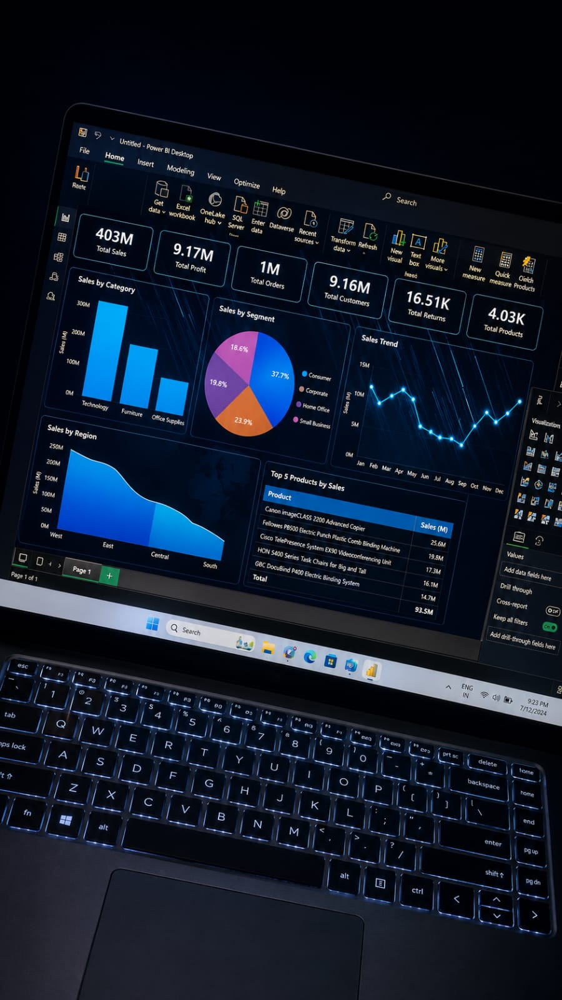 Untitled - Power BI Desktop
File Home Insert Modeling View Optimize Help
Search
Get data
Excel workbook
OneLake hub
SQL Server
Enter data
Dataverse
Recent sources
Transform data
Refresh
New visual
Text box
More visuals
New measure
Quick measure
Products
403M
Total Sales
9.17M
Total Profit
1M
Total Orders
9.16M
Total Customers
16.51K
Total Returns
4.03K
Total Products
Sales by Category
Sales (M)
300M
200M
100M
0M
Technology Furniture Office Supplies
Sales by Segment
18.6%
37.7%
19.8%
23.9%
Consumer
Corporate
Home Office
Small Business
Sales Trend
Sales (M)
15M
10M
5M
0M
Jan Feb Mar Apr May Jun Jul Aug Sep Oct Nov Dec
Sales by Region
Sales (M)
250M
200M
150M
100M
50M
0M
West East Central South
Top 5 Products by Sales
Product Sales (M)
Canon imageCLASS 2200 Advanced Copier 25.6M
Fellowes PB500 Electric Punch Plastic Comb Binding Machine 19.8M
Cisco TelePresence System EX90 Videoconferencing Unit 17.3M
HON 5400 Series Task Chairs for Big and Tall 16.1M
GBC DocuBind P400 Electric Binding System 14.7M
Total 93.5M
Visualizations
Values
Add data fields here
Drill through
Cross-report
Keep all filters
On
Add drill-through fields here
Page 1 +
Page 1 of 1
Search
ENG
IN
9:23 PM
7/12/2024
esc
prt sc delete home
1 2 3 4 5 6 7 8 9 0 backspace home
tab Q W E R T Y U I O P [ ] \ end
caps lock A S D F G H J K L ; enter pg up
Z X C V B N M , . / shift pg dn
fn alt alt ctrl < >